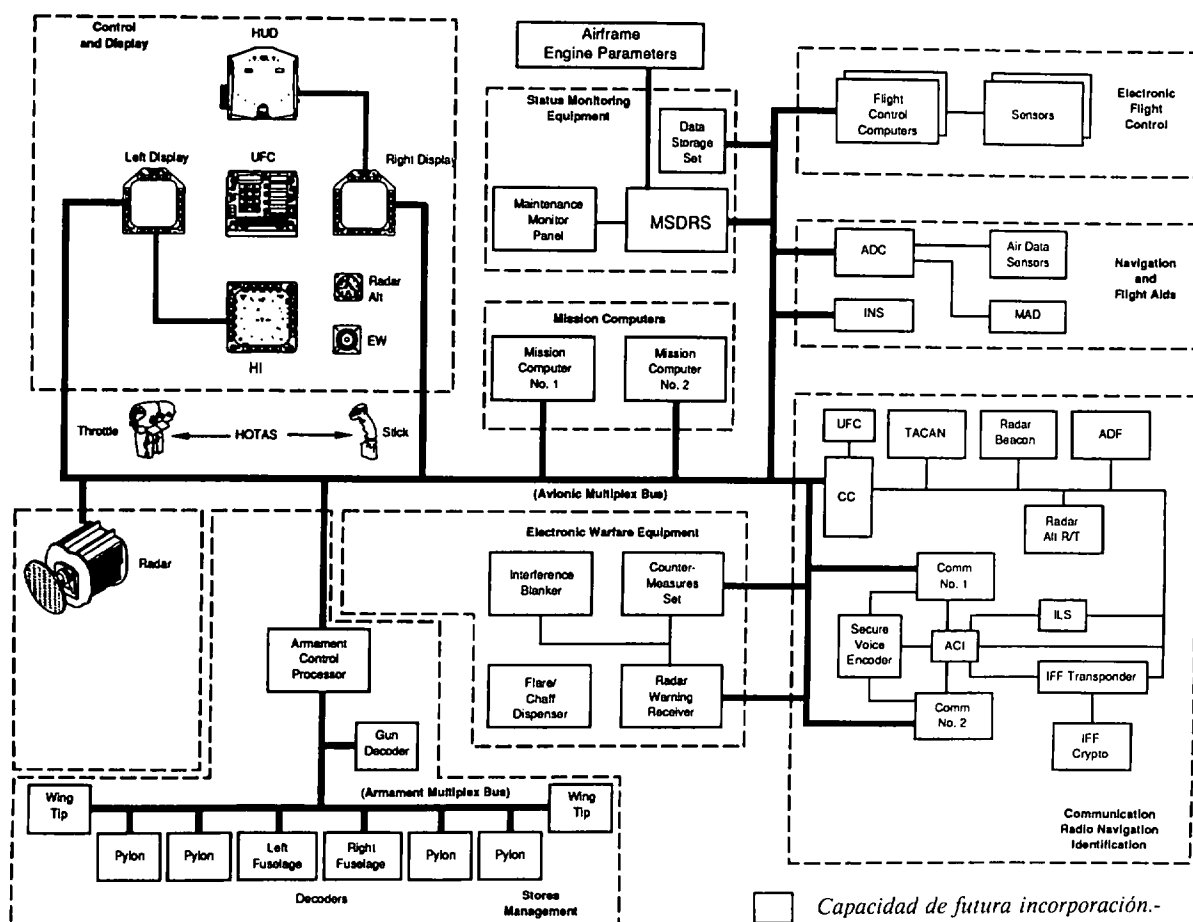 Control
and Display
HUD
Left Display
UFC
Right Display
Radar
Alt
EW
HI
Throttle
HOTAS
Stick
Airframe
Engine Parameters
Status Monitoring
Equipment
Data
Storage
Set
Maintenance
Monitor
Panel
MSDRS
Mission Computers
Mission
Computer
No. 1
Mission
Computer
No. 2
Flight
Control
Computers
Sensors
Electronic
Flight
Control
ADC
Air Data
Sensors
INS
MAD
Navigation
and
Flight Aids
(Avionic Multiplex Bus)
UFC
TACAN
Radar
Beacon
ADF
CC
Radar
Alt R/T
Comm
No. 1
Secure
Voice
Encoder
ACI
ILS
IFF Transponder
Comm
No. 2
IFF
Crypto
Communication
Radio Navigation
Identification
Radar
Electronic Warfare Equipment
Interference
Blanker
Counter-
Measures
Set
Flare/
Chaff
Dispenser
Radar
Warning
Receiver
Armament
Control
Processor
Gun
Decoder
(Armament Multiplex Bus)
Wing
Tip
Wing
Tip
Pylon
Pylon
Left
Fuselage
Right
Fuselage
Pylon
Pylon
Decoders
Stores
Management
Capacidad de futura incorporación.-